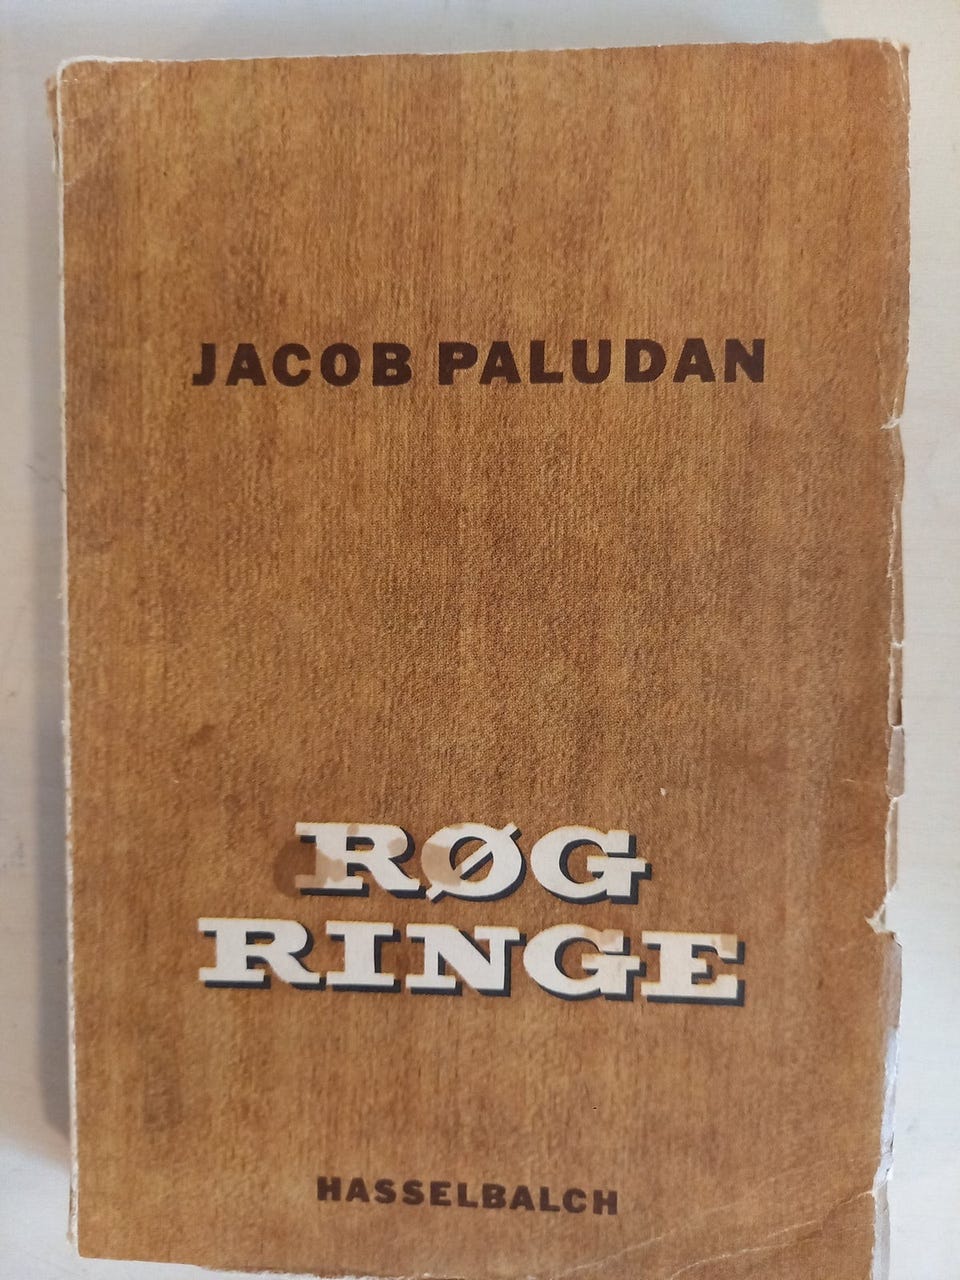 JACOB PALUDAN
RØG
RINGE
HASSELBALCH